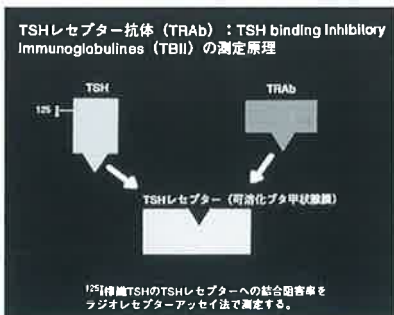 TSHレセプター抗体（TRAb）：TSH binding Inhibitory
Immunoglobulines（TBII）の測定原理
TSH
TRAb
125 I
TSHレセプター（可溶化ブタ甲状腺膜）
125I標識TSHのTSHレセプターへの結合阻害率を
ラジオレセプターアッセイ法で測定する。